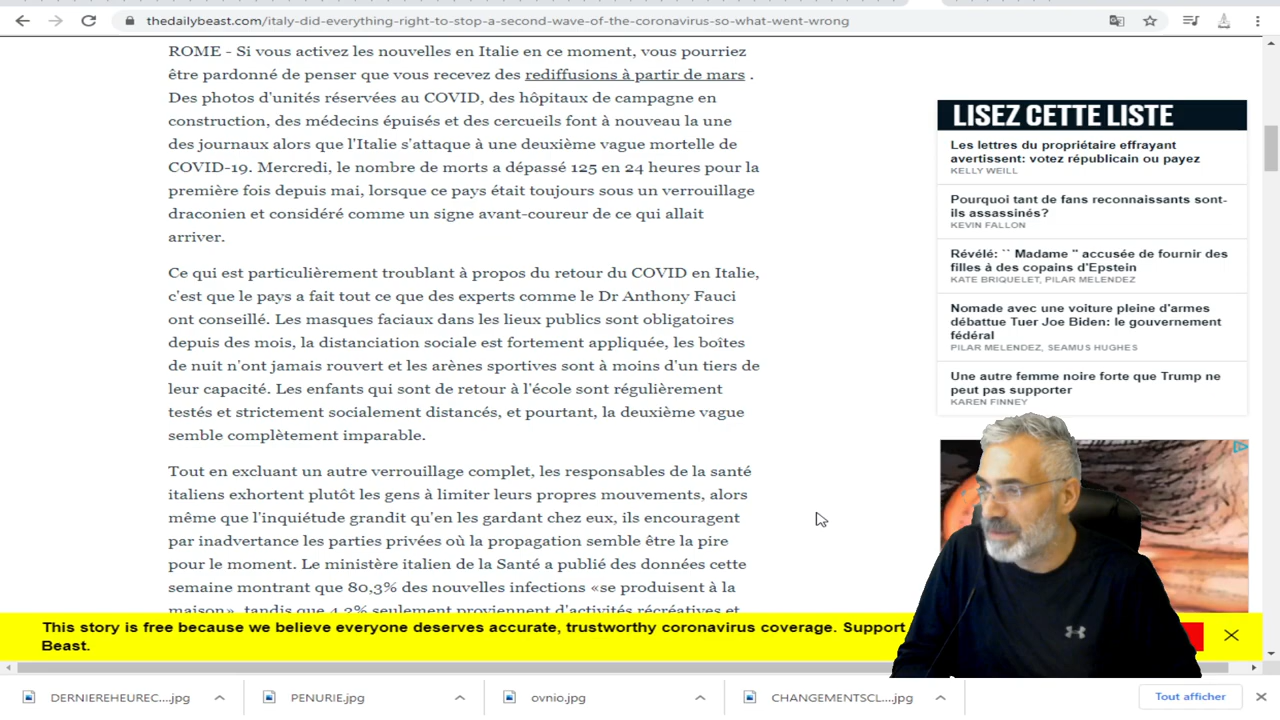 thedailybeast.com/italy-did-everything-right-to-stop-a-second-wave-of-the-coronavirus-so-what-went-wrong
ROME - Si vous activez les nouvelles en Italie en ce moment, vous pourriez
être pardonné de penser que vous recevez des rediffusions à partir de mars .
Des photos d'unités réservées au COVID, des hôpitaux de campagne en
construction, des médecins épuisés et des cercueils font à nouveau la une
des journaux alors que l'Italie s'attaque à une deuxième vague mortelle de
COVID-19. Mercredi, le nombre de morts a dépassé 125 en 24 heures pour la
première fois depuis mai, lorsque ce pays était toujours sous un verrouillage
draconien et considéré comme un signe avant-coureur de ce qui allait
arriver.
Ce qui est particulièrement troublant à propos du retour du COVID en Italie,
c'est que le pays a fait tout ce que des experts comme le Dr Anthony Fauci
ont conseillé. Les masques faciaux dans les lieux publics sont obligatoires
depuis des mois, la distanciation sociale est fortement appliquée, les boîtes
de nuit n'ont jamais rouvert et les arènes sportives sont à moins d'un tiers de
leur capacité. Les enfants qui sont de retour à l'école sont régulièrement
testés et strictement socialement distancés, et pourtant, la deuxième vague
semble complètement imparable.
Tout en excluant un autre verrouillage complet, les responsables de la santé
italiens exhortent plutôt les gens à limiter leurs propres mouvements, alors
même que l'inquiétude grandit qu'en les gardant chez eux, ils encouragent
par inadvertance les parties privées où la propagation semble être la pire
pour le moment. Le ministère italien de la Santé a publié des données cette
semaine montrant que 80,3% des nouvelles infections «se produisent à la
maison», tandis que 4,2% seulement proviennent d'activités récréatives et
LISEZ CETTE LISTE
Les lettres du propriétaire effrayant
avertissent: votez républicain ou payez
KELLY WEILL
Pourquoi tant de fans reconnaissants sont-
ils assassinés?
KEVIN FALLON
Révélé: `` Madame '' accusée de fournir des
filles à des copains d'Epstein
KATE BRIQUELET, PILAR MELENDEZ
Nomade avec une voiture pleine d'armes
débattue Tuer Joe Biden: le gouvernement
fédéral
PILAR MELENDEZ, SEAMUS HUGHES
Une autre femme noire forte que Trump ne
peut pas supporter
KAREN FINNEY
This story is free because we believe everyone deserves accurate, trustworthy coronavirus coverage. Support
Beast.
DERNIEREHEUREC....jpg
PENURIE.jpg
ovnio.jpg
CHANGEMENTSCL....jpg
Tout afficher